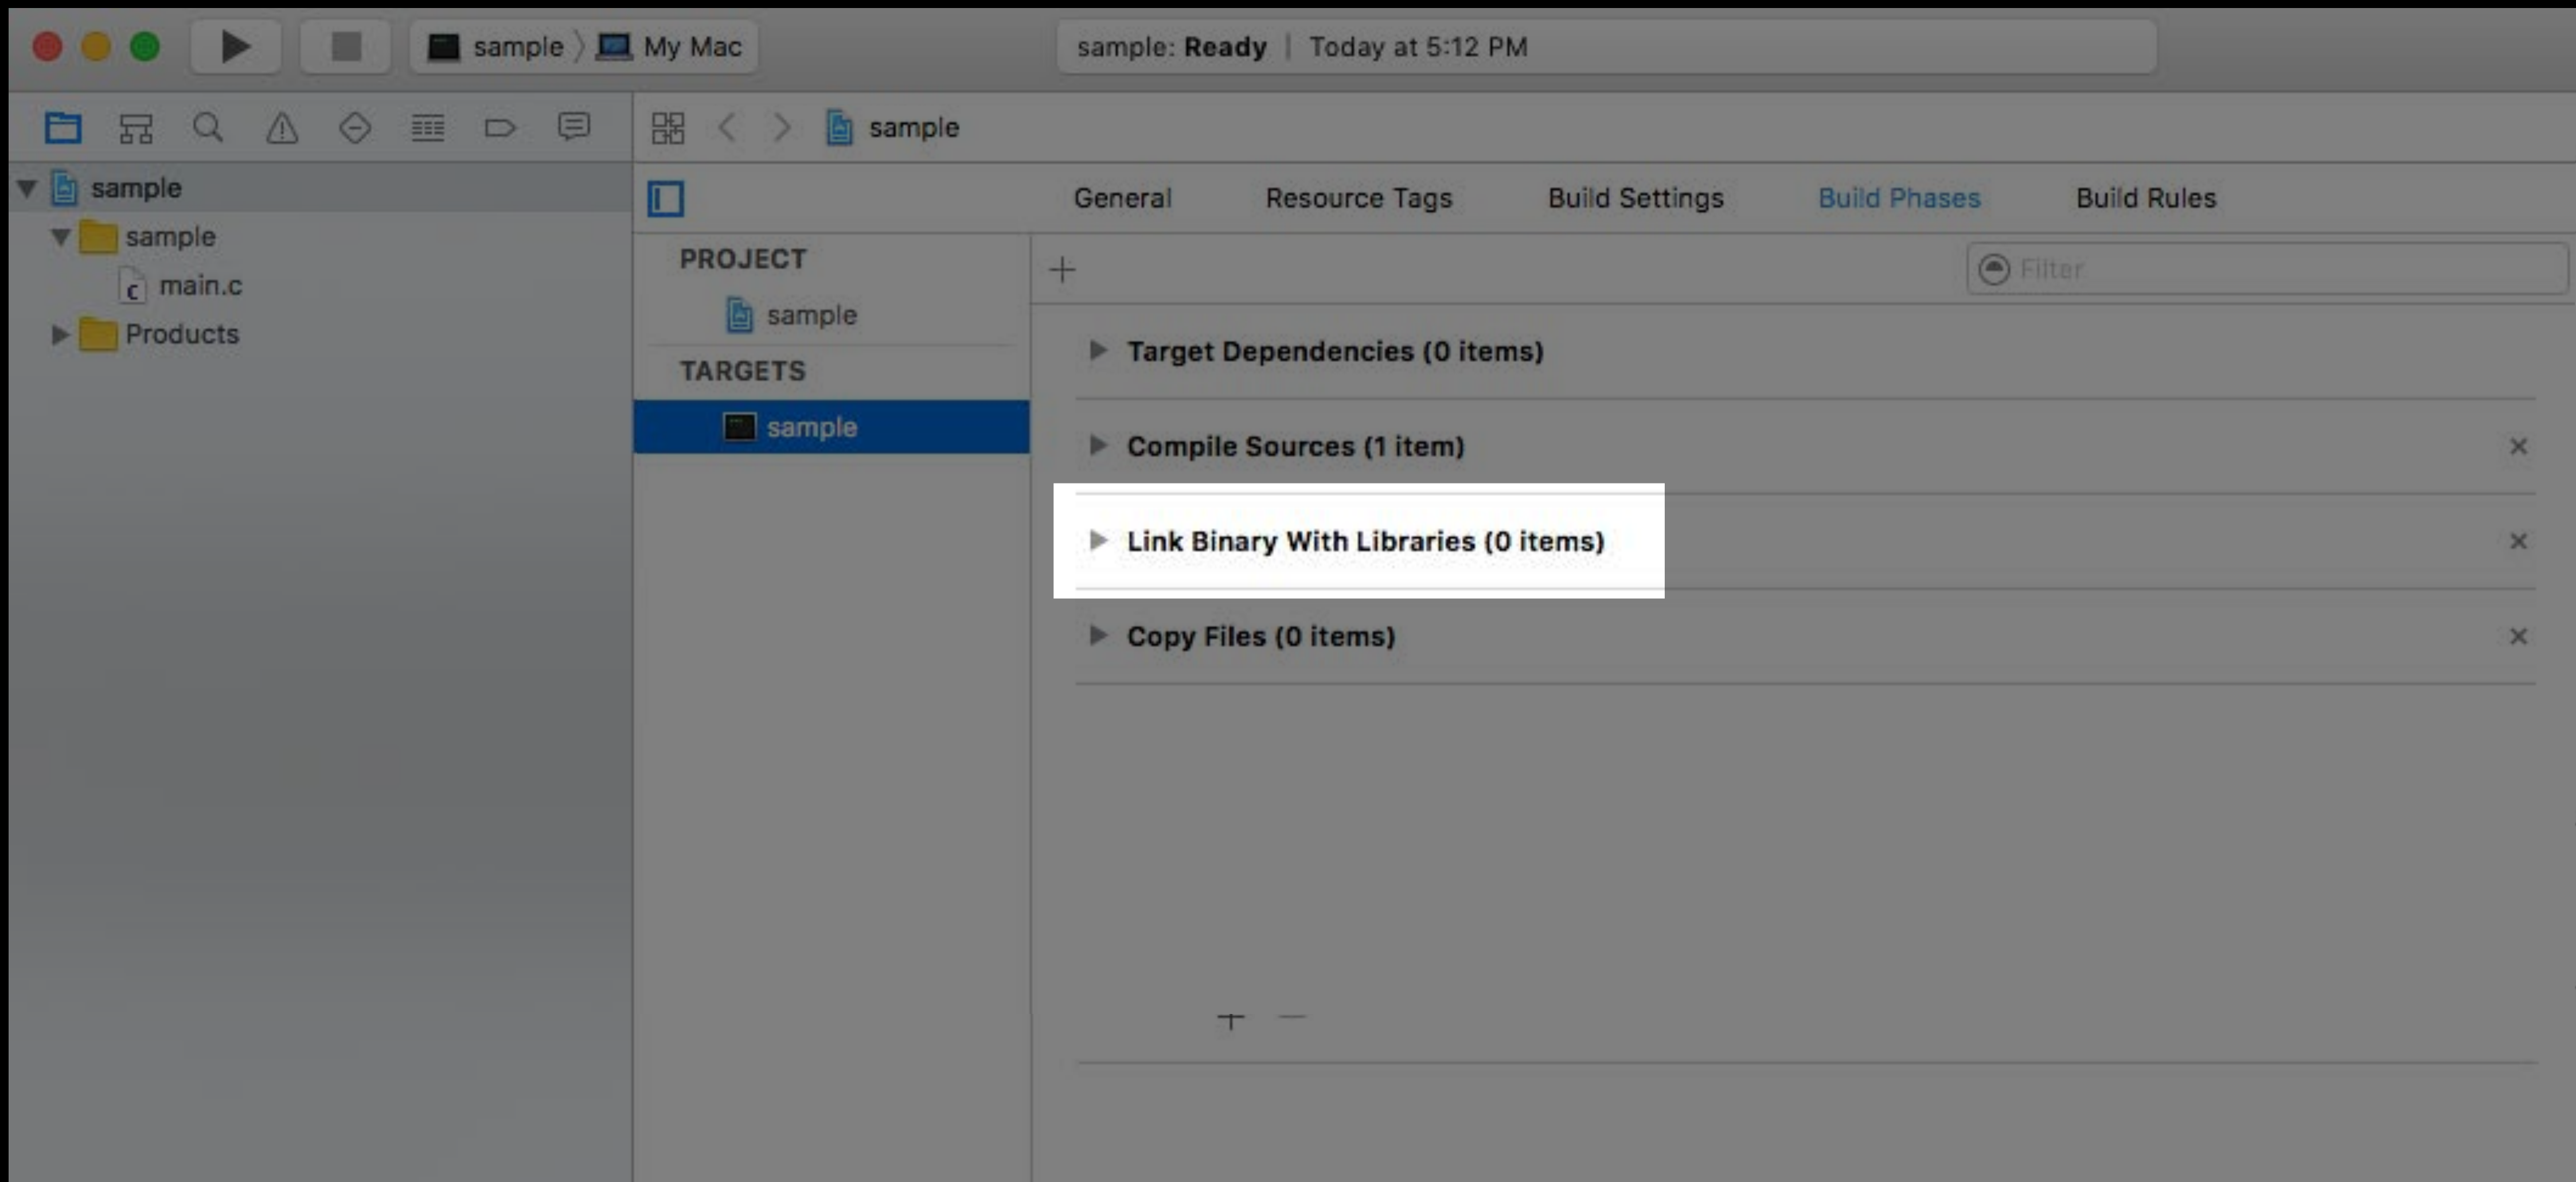 sample My Mac
sample: Ready | Today at 5:12 PM
sample
sample
sample
c main.c
Products
General Resource Tags Build Settings Build Phases Build Rules
PROJECT
sample
TARGETS
sample
+
Filter
Target Dependencies (0 items)
Compile Sources (1 item)
Link Binary With Libraries (0 items)
Copy Files (0 items)